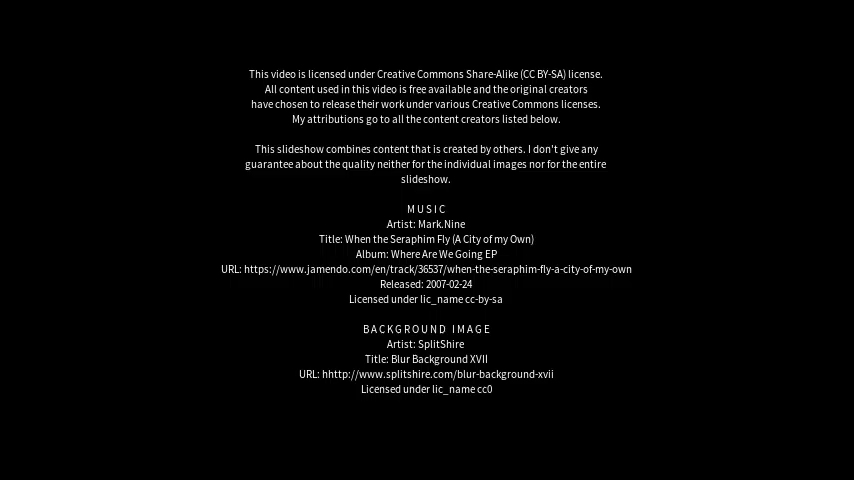 This video is licensed under Creative Commons Share-Alike (CC BY-SA) license.
All content used in this video is free available and the original creators
have chosen to release their work under various Creative Commons licenses.
My attributions go to all the content creators listed below.
This slideshow combines content that is created by others. I don't give any
guarantee about the quality neither for the individual images nor for the entire
slideshow.
MUSIC
Artist: Mark.Nine
Title: When the Seraphim Fly (A City of my Own)
Album: Where Are We Going EP
URL: https://www.jamendo.com/en/track/36537/when-the-seraphim-fly-a-city-of-my-own
Released: 2007-02-24
Licensed under lic_name cc-by-sa
BACKGROUND IMAGE
Artist: SplitShire
Title: Blur Background XVII
URL: hhttp://www.splitshire.com/blur-background-xvii
Licensed under lic_name cc0